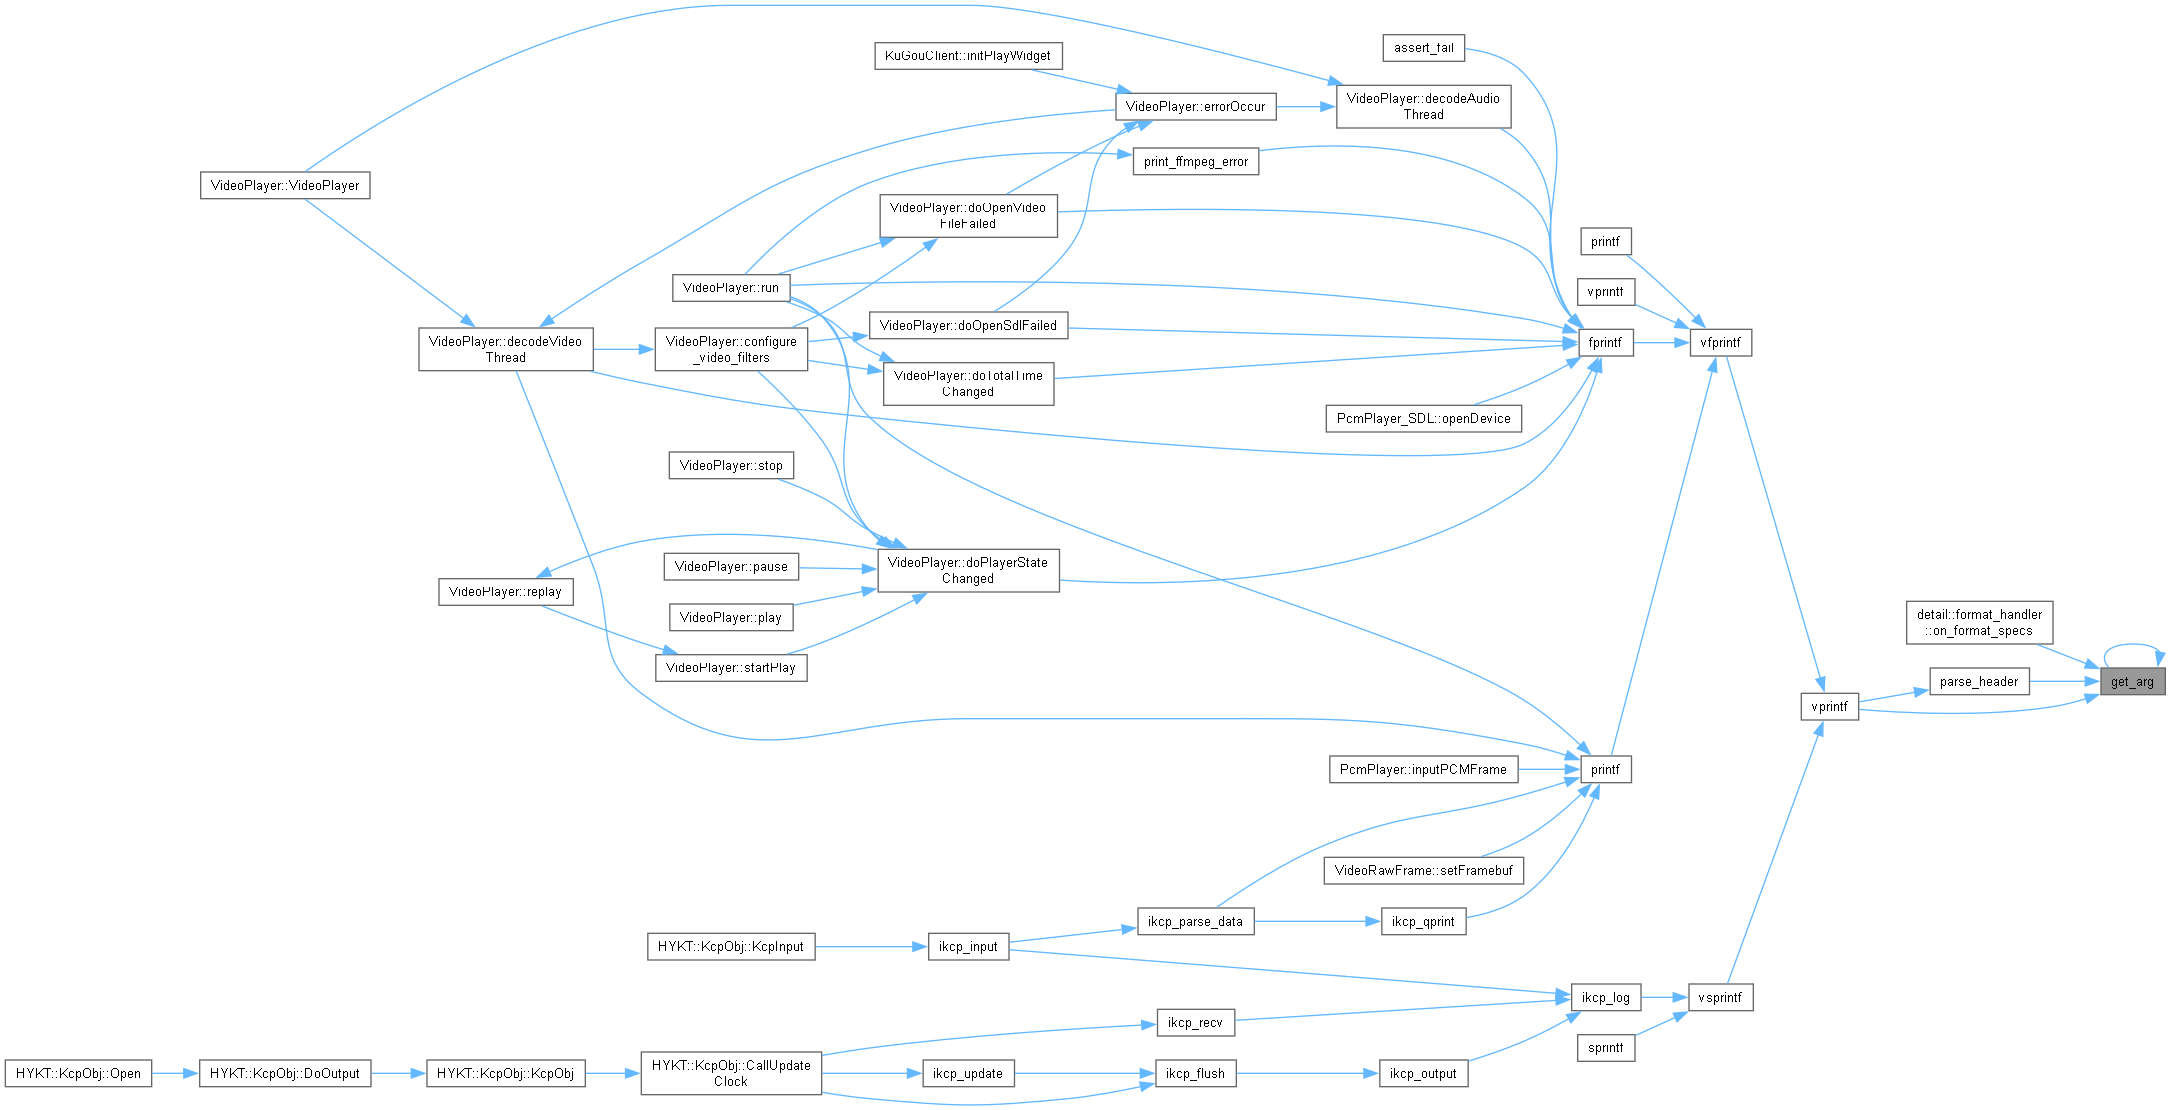 assert_fail
KuGouClient::initPlayWidget
VideoPlayer::errorOccur
VideoPlayer::decodeAudio
Thread
print_ffmpeg_error
VideoPlayer::VideoPlayer
VideoPlayer::doOpenVideo
FileFailed
printf
VideoPlayer::run
vprintf
VideoPlayer::doOpenSdlFailed
VideoPlayer::decodeVideo
Thread
VideoPlayer::configure
_video_filters
fprintf
vfprintf
VideoPlayer::doTotalTime
Changed
PcmPlayer_SDL::openDevice
VideoPlayer::stop
VideoPlayer::pause
VideoPlayer::doPlayerState
Changed
VideoPlayer::replay
VideoPlayer::play
detail::format_handler
::on_format_specs
VideoPlayer::startPlay
parse_header
get_arg
vprintf
PcmPlayer::inputPCMFrame
printf
VideoRawFrame::setFramebuf
ikcp_parse_data
ikcp_qprint
HYKT::KcpObj::KcpInput
ikcp_input
ikcp_log
vsprintf
ikcp_recv
sprintf
HYKT::KcpObj::Open
HYKT::KcpObj::DoOutput
HYKT::KcpObj::KcpObj
HYKT::KcpObj::CallUpdate
Clock
ikcp_update
ikcp_flush
ikcp_output